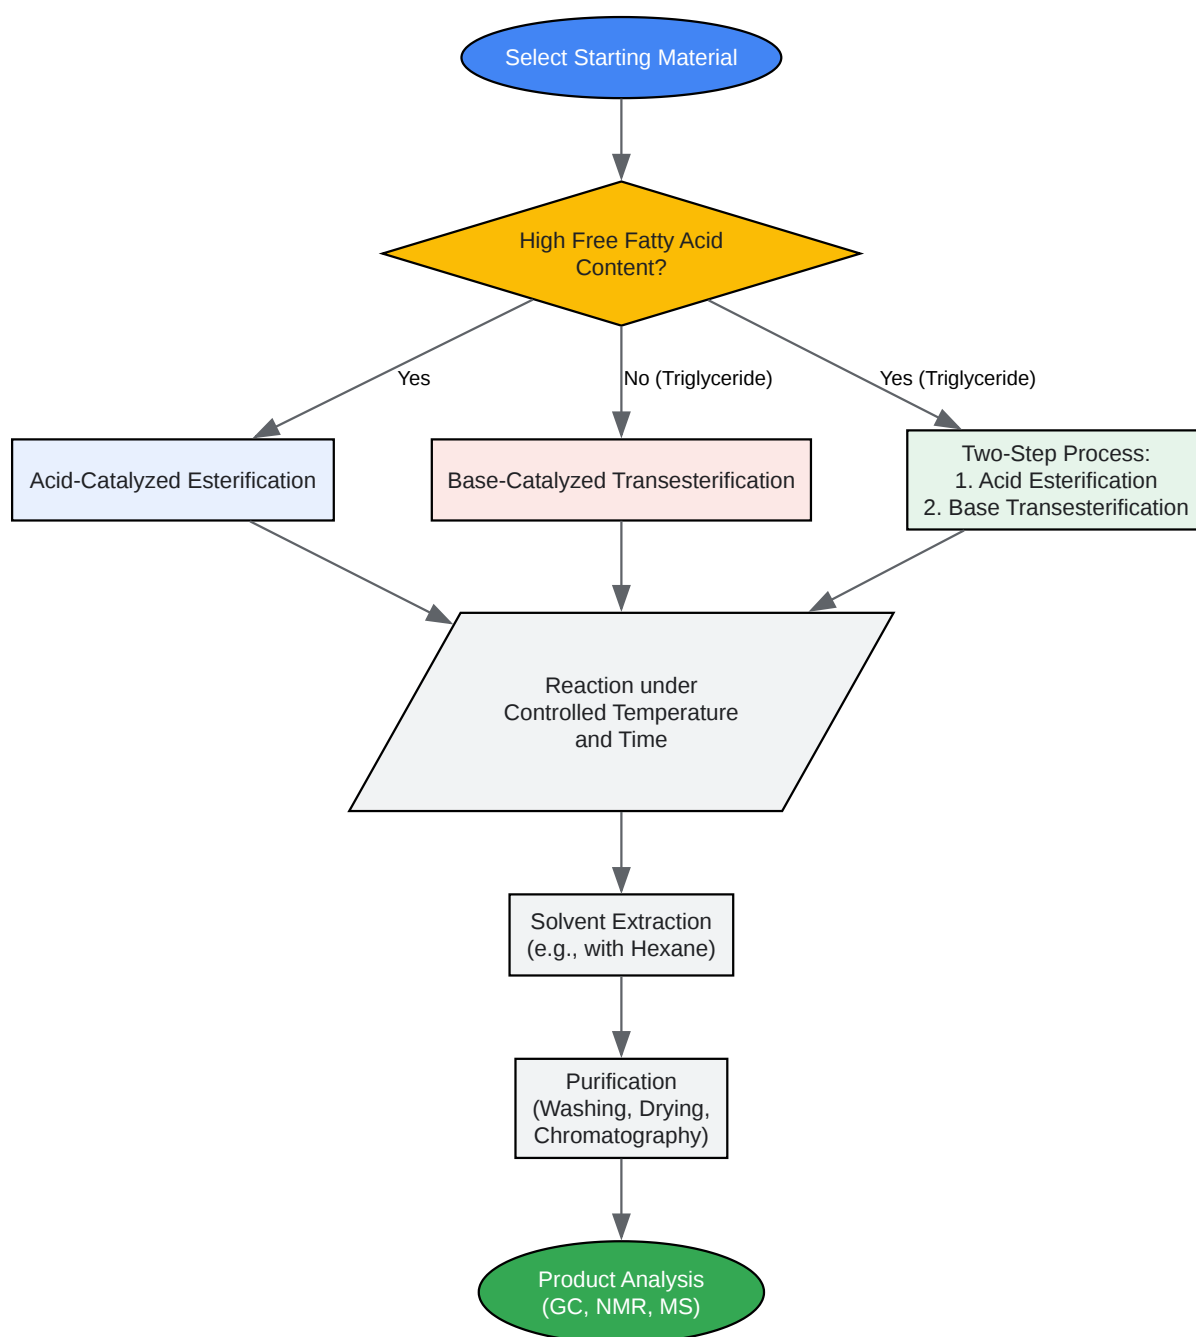 Select Starting Material
High Free Fatty Acid
Content?
Yes
No (Triglyceride)
Yes (Triglyceride)
Acid-Catalyzed Esterification
Base-Catalyzed Transesterification
Two-Step Process:
1. Acid Esterification
2. Base Transesterification
Reaction under
Controlled Temperature
and Time
Solvent Extraction
(e.g., with Hexane)
Purification
(Washing, Drying,
Chromatography)
Product Analysis
(GC, NMR, MS)